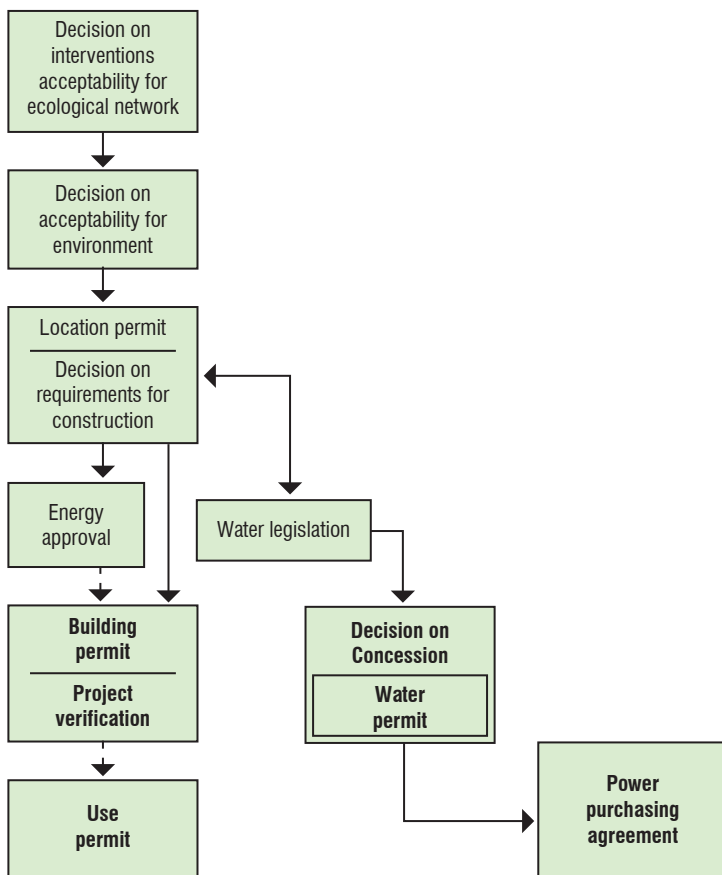 Decision on
interventions
acceptability for
ecological network
Decision on
acceptability for
environment
Location permit
Decision on
requirements for
construction
Energy
approval
Water legislation
Building
permit
Project
verification
Decision on
Concession
Water
permit
Use
permit
Power
purchasing
agreement